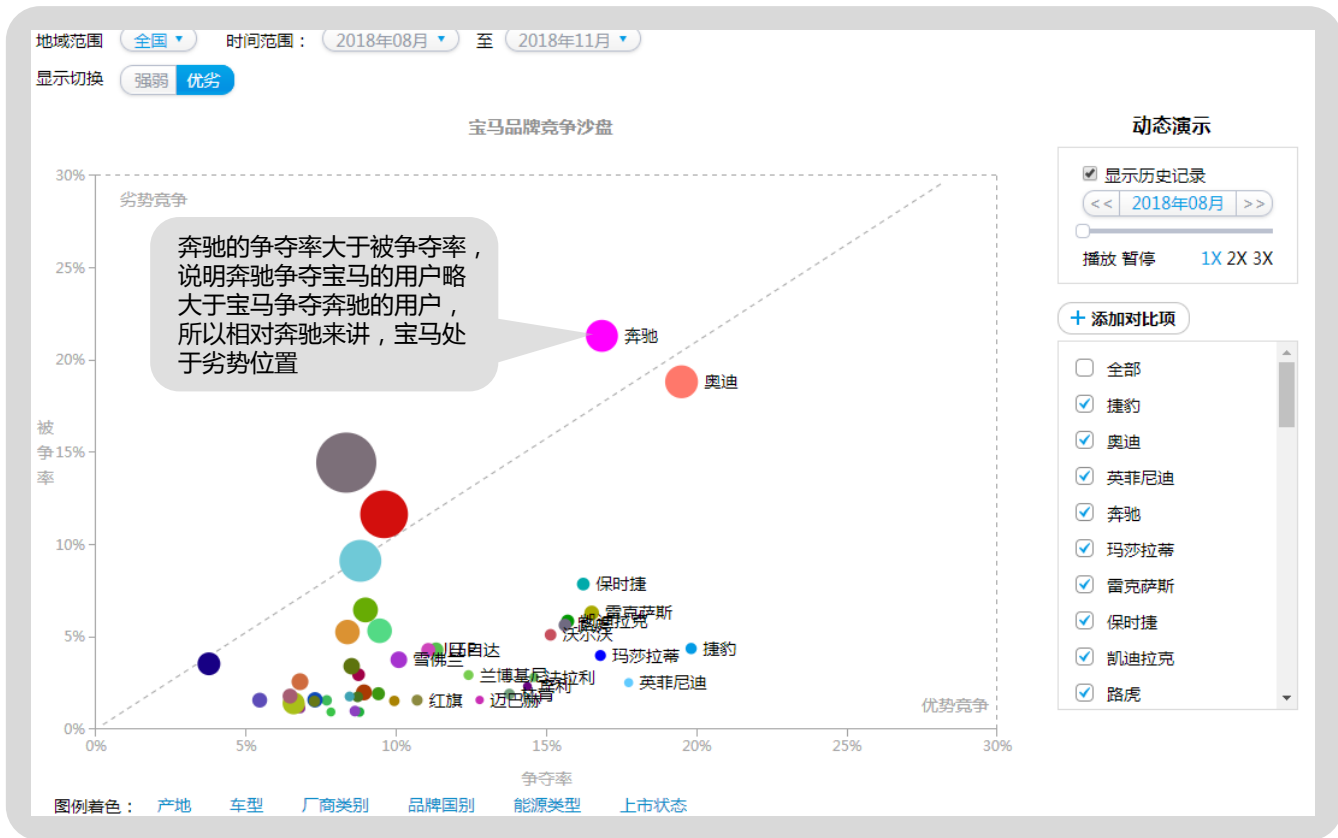 地域范围 全国 时间范围： 2018年08月 至 2018年11月
显示切换 强弱 优劣
宝马品牌竞争沙盘
30%
劣势竞争
奔驰的争夺率大于被争夺率，
说明奔驰争夺宝马的用户略
大于宝马争夺奔驰的用户，
所以相对奔驰来讲，宝马处
于劣势位置
25%
奔驰
20%
奥迪
被
争
率
15%
10%
保时捷
雷克萨斯
凯迪拉克
路虎
沃尔沃
5%
捷豹
玛莎拉蒂
雪佛兰
兰博基尼
法拉利
英菲尼迪
红旗
迈巴赫
优势竞争
0%
0% 5% 10% 15% 20% 25% 30%
争夺率
图例着色： 产地 车型 厂商类别 品牌国别 能源类型 上市状态
动态演示
显示历史记录
<< 2018年08月 >>
播放 暂停 1X 2X 3X
+ 添加对比项
全部
捷豹
奥迪
英菲尼迪
奔驰
玛莎拉蒂
雷克萨斯
保时捷
凯迪拉克
路虎